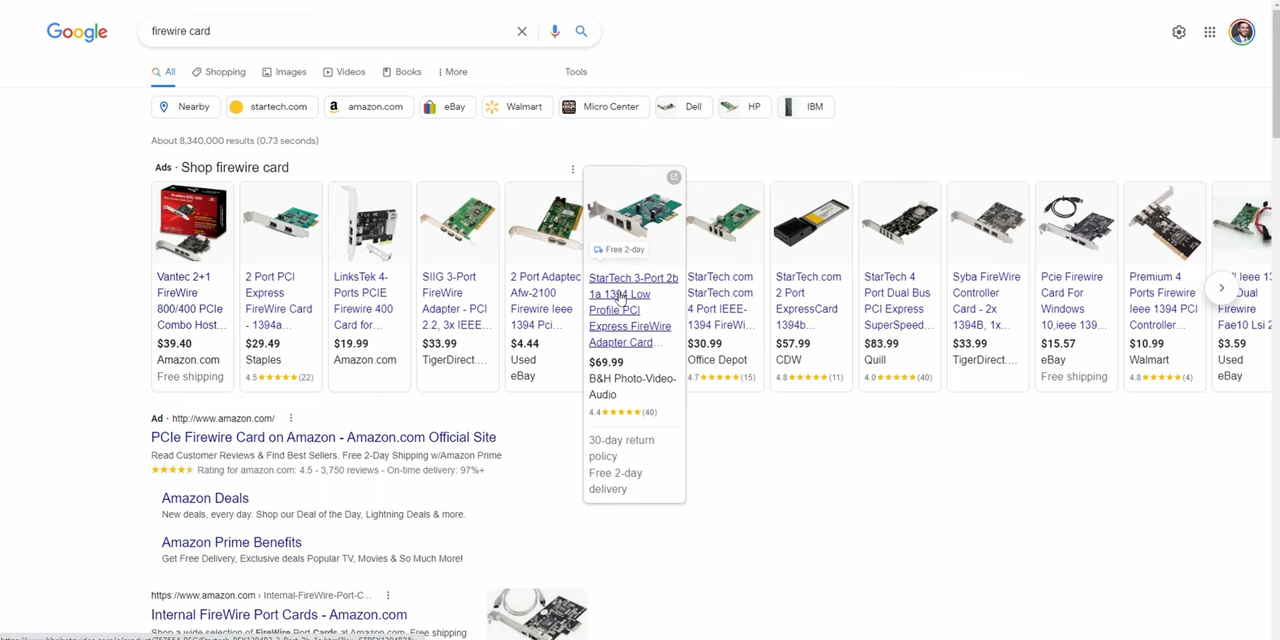 Google
firewire card
All
Shopping
Images
Videos
Books
More
Tools
Nearby
startech.com
amazon.com
eBay
Walmart
Micro Center
Dell
HP
IBM
About 8,340,000 results (0.73 seconds)
Ads · Shop firewire card
Vantec 2+1
FireWire
800/400 PCIe
Combo Host...
$39.40
Amazon.com
Free shipping
2 Port PCI
Express
FireWire Card
- 1394a...
$29.49
Staples
4.5★★★★★(22)
LinksTek 4-
Ports PCIE
Firewire 400
Card for...
$19.99
Amazon.com
SIIG 3-Port
FireWire
Adapter - PCI
2.2, 3x IEEE...
$33.99
TigerDirect....
2 Port Adaptec
Afw-2100
Firewire Ieee
1394 Pci...
$4.44
Used
eBay
Free 2-day
StarTech 3-Port 2b
1a 1394 Low
Profile PCI
Express FireWire
Adapter Card...
$69.99
B&H Photo-Video-
Audio
4.4★★★★★(40)
30-day return
policy
Free 2-day
delivery
StarTech.com
StarTech.com
4 Port IEEE-
1394 FireWi...
$30.99
Office Depot
4.7★★★★★(15)
StarTech.com
2 Port
ExpressCard
1394b...
$57.99
CDW
4.8★★★★★(11)
StarTech 4
Port Dual Bus
PCI Express
SuperSpeed...
$83.99
Quill
4.0★★★★★(40)
Syba FireWire
Controller
Card - 2x
1394B, 1x...
$33.99
TigerDirect....
Pcie Firewire
Card For
Windows
10,ieee 139...
$15.57
eBay
Free shipping
Premium 4
Ports Firewire
Ieee 1394 PCI
Controller...
$10.99
Walmart
4.8★★★★★(4)
Ieee 13
Port
Firewire
Fae10 Lsi 2
$3.59
Used
eBay
Ad · http://www.amazon.com/
PCIe Firewire Card on Amazon - Amazon.com Official Site
Read Customer Reviews & Find Best Sellers. Free 2-Day Shipping w/Amazon Prime
★★★★★ Rating for amazon.com: 4.5 - 3,750 reviews - On-time delivery: 97%+
Amazon Deals
New deals, every day. Shop our Deal of the Day, Lightning Deals & more.
Amazon Prime Benefits
Get Free Delivery, Exclusive deals Popular TV, Movies & So Much More!
https://www.amazon.com › Internal-FireWire-Port-C...
Internal FireWire Port Cards - Amazon.com
Shop a wide selection of FireWire Port Cards at Amazon.com. Free shipping